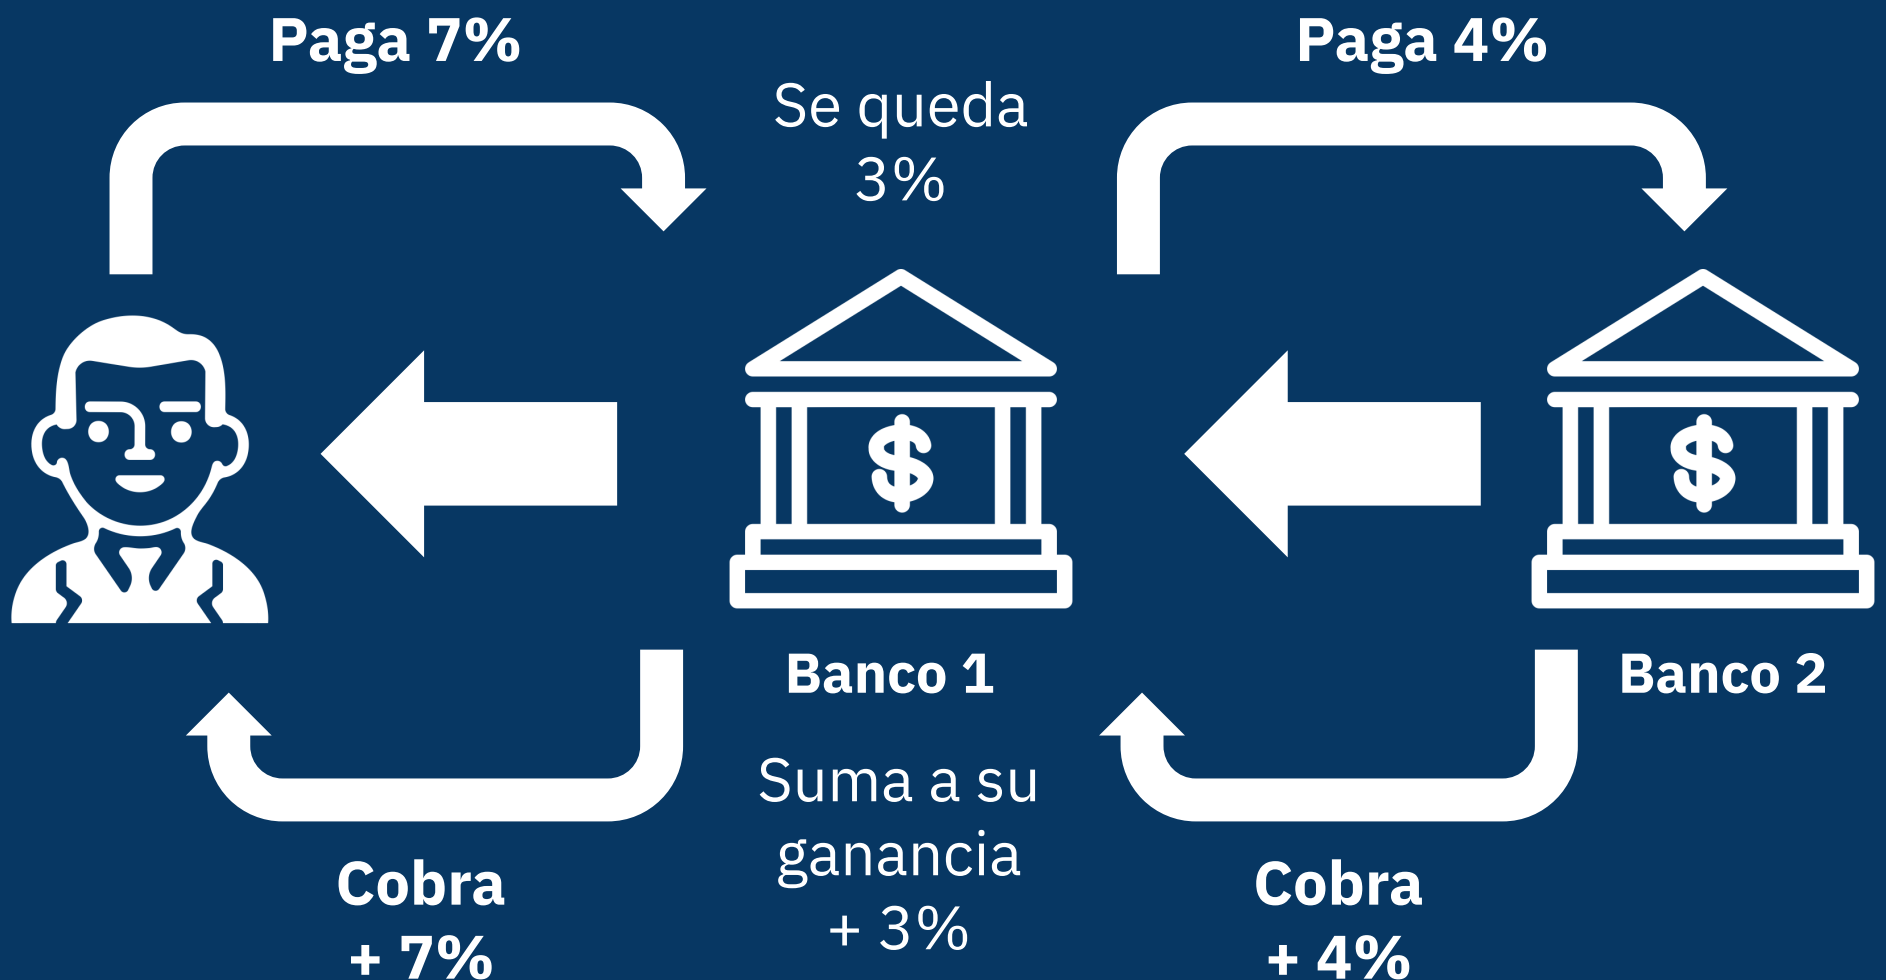 Paga 7%
Paga 4%
Se queda
3%
$
$
Banco 1
Banco 2
Suma a su
ganancia
+ 3%
Cobra
+ 7%
Cobra
+ 4%